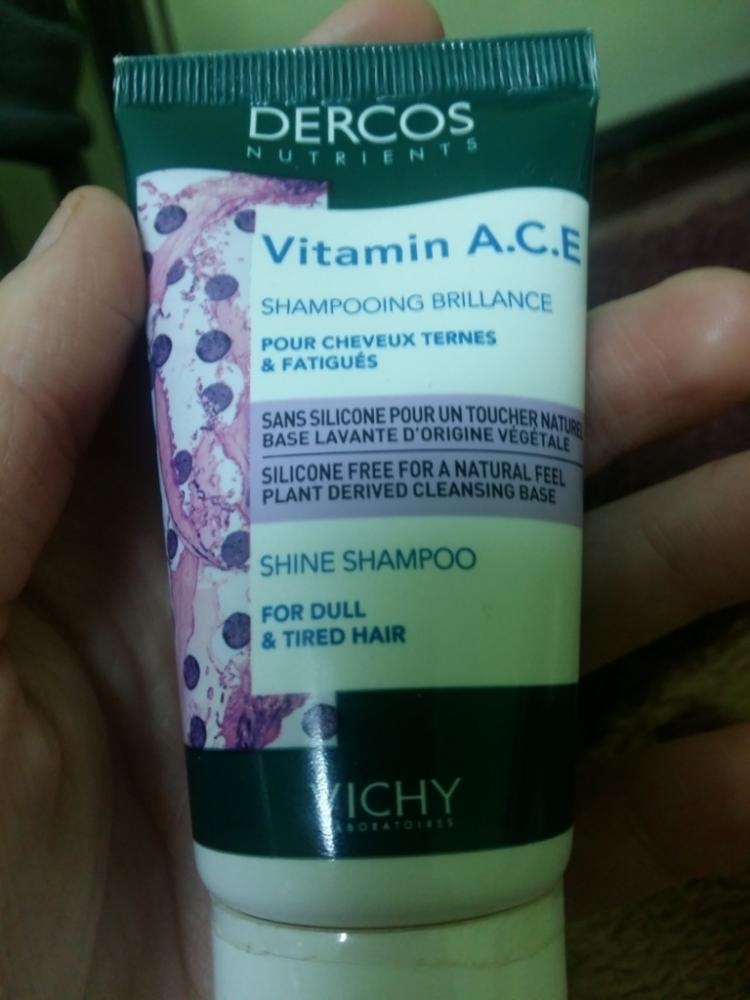 DERCOS
NUTRIENTS
Vitamin A.C.E
SHAMPOOING BRILLANCE
POUR CHEVEUX TERNES
& FATIGUÉS
SANS SILICONE POUR UN TOUCHER NATUREL
BASE LAVANTE D'ORIGINE VÉGÉTALE
SILICONE FREE FOR A NATURAL FEEL
PLANT DERIVED CLEANSING BASE
SHINE SHAMPOO
FOR DULL
& TIRED HAIR
VICHY
LABORATOIRES